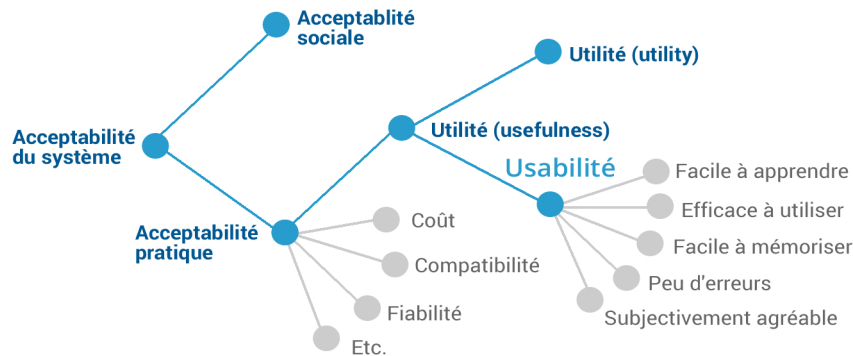 Acceptablité
sociale
Utilité (utility)
Acceptabilité
du système
Utilité (usefulness)
Usabilité
Facile à apprendre
Efficace à utiliser
Facile à mémoriser
Peu d'erreurs
Subjectivement agréable
Acceptabilité
pratique
Coût
Compatibilité
Fiabilité
Etc.